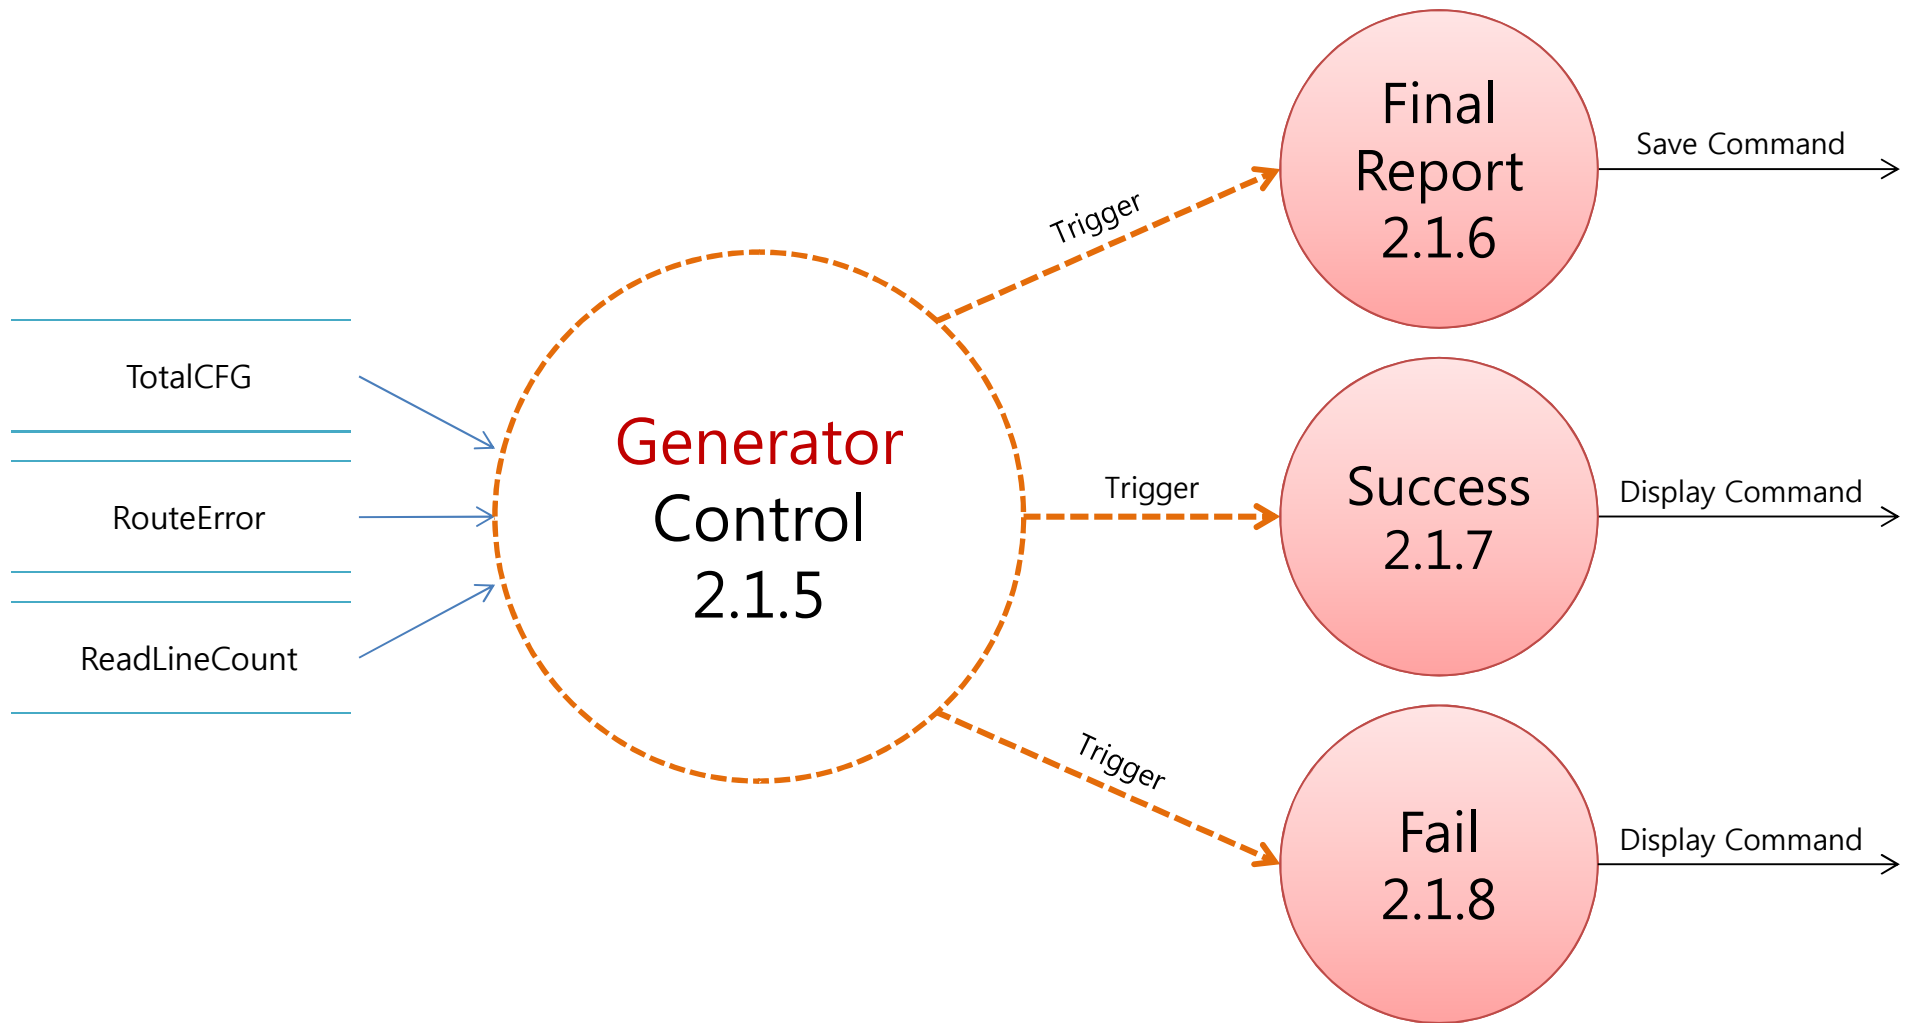 TotalCFG
RouteError
ReadLineCount
Generator
Control
2.1.5
Trigger
Trigger
Trigger
Final
Report
2.1.6
Save Command
Success
2.1.7
Display Command
Fail
2.1.8
Display Command